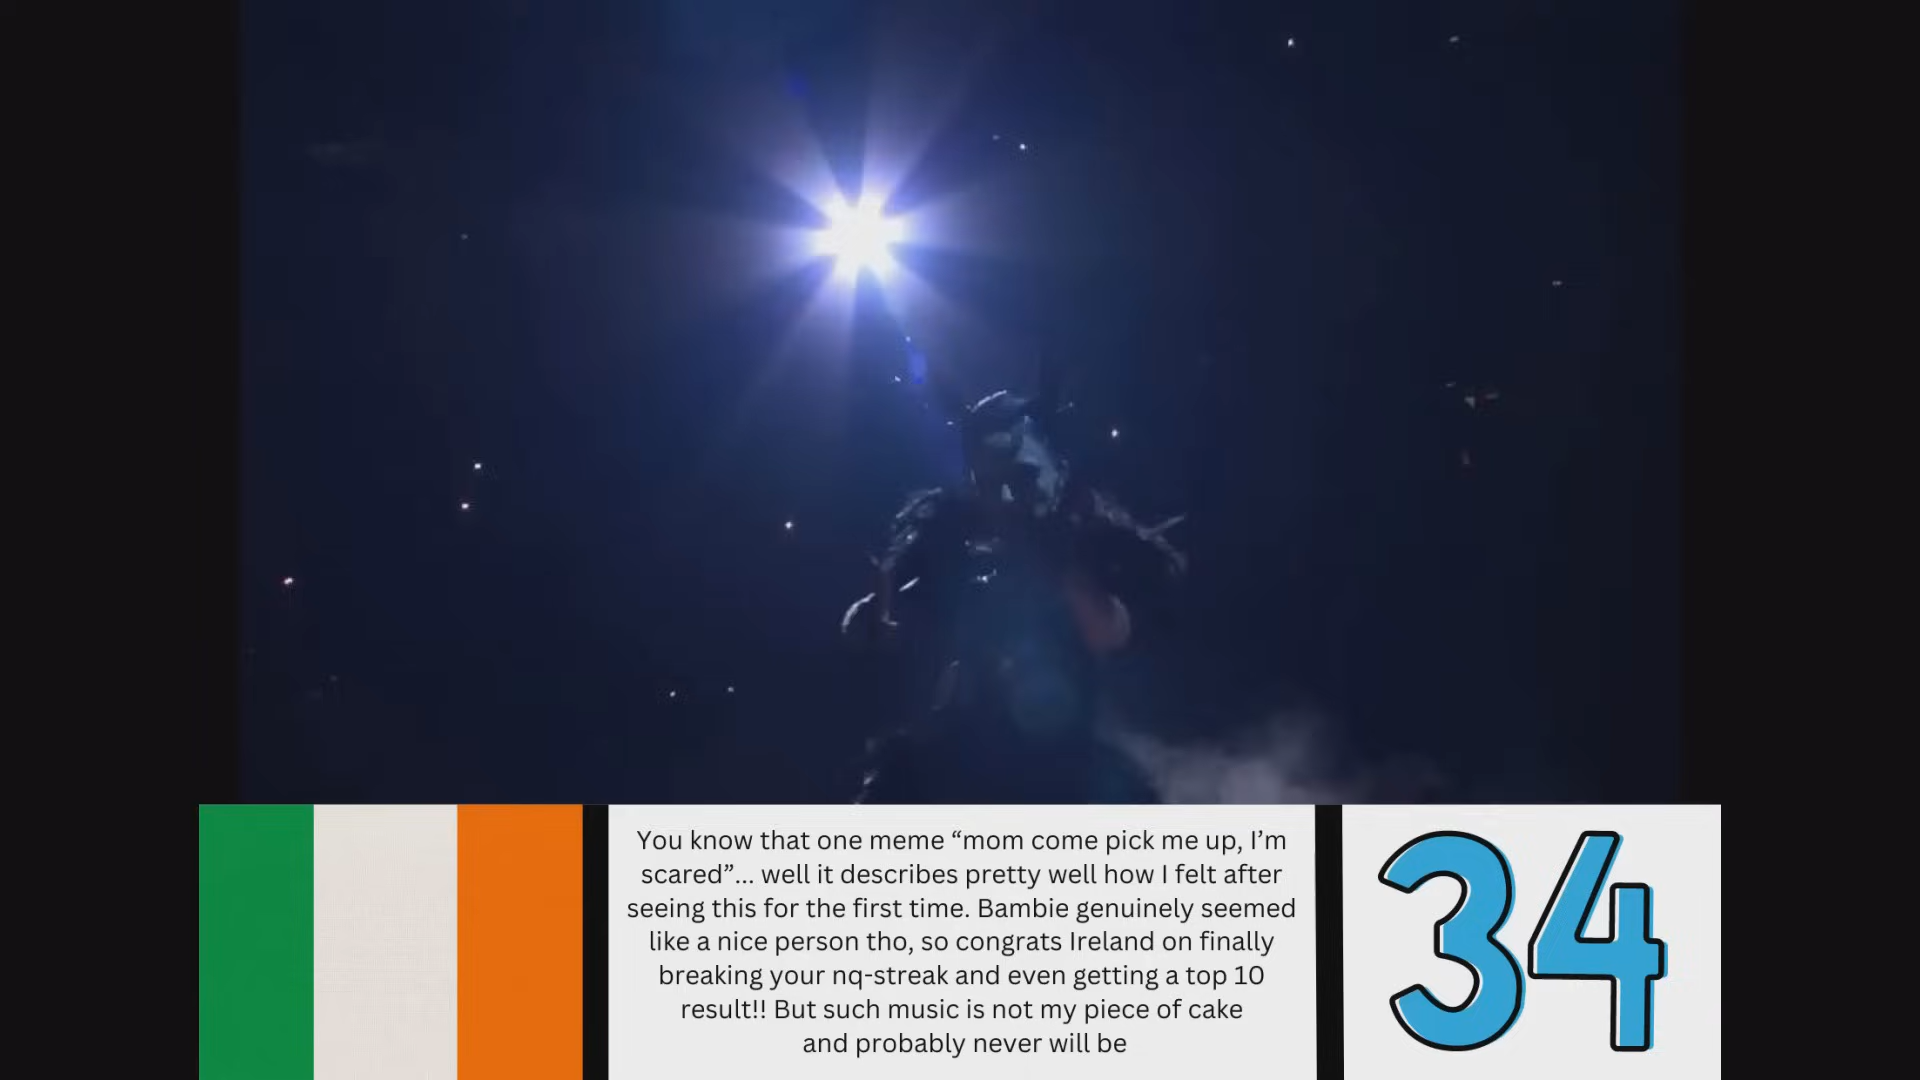 You know that one meme “mom come pick me up, I’m
scared”... well it describes pretty well how I felt after
seeing this for the first time. Bambie genuinely seemed
like a nice person tho, so congrats Ireland on finally
breaking your nq-streak and even getting a top 10
result!! But such music is not my piece of cake
and probably never will be
34